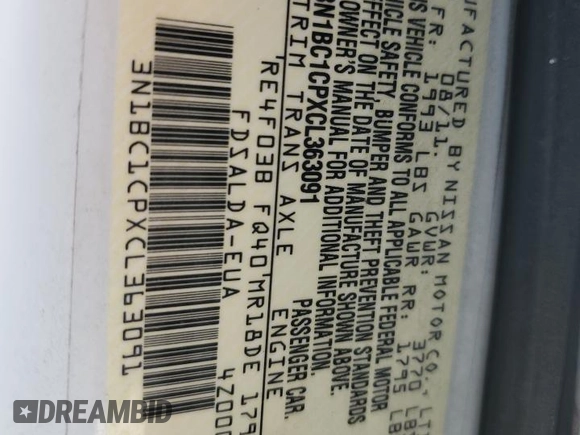 UFACTURED BY NISSAN MOTOR CO., LT
08/11. GVWR: 3770 LB
FR: 1993 LBS GAWR RR: 1795 LB
IS VEHICLE CONFORMS TO ALL APPLICABLE FEDERAL MOTOR
HICLE SAFETY, BUMPER AND THEFT PREVENTION STANDARDS
EFFECT ON THE DATE OF MANUFACTURE SHOWN ABOVE.
OWNER'S MANUAL FOR ADDITIONAL INFORMATION.
3N1BC1CPXCL363091 PASSENGER CAR.
TRIM TRANS AXLE ENGINE
RE4F03B FQ40 MR18DE 179
FDSALDA-EUA 4Z000
3N1BC1CPXCL363091
DREAMBID